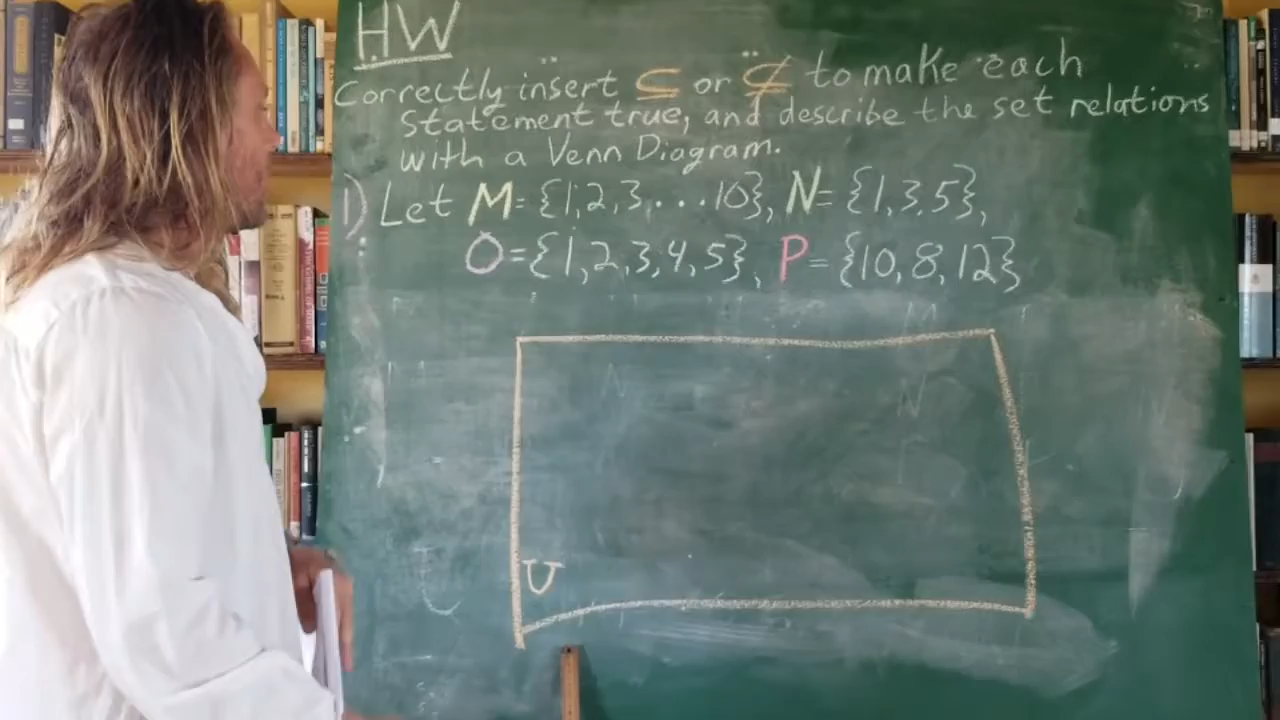 HW
Correctly insert ⊆ or ⊈ to make each
statement true, and describe the set relations
with a Venn Diagram.
1) Let M = {1,2,3,...10}, N = {1,3,5},
O = {1,2,3,4,5}, P = {10,8,12}
U